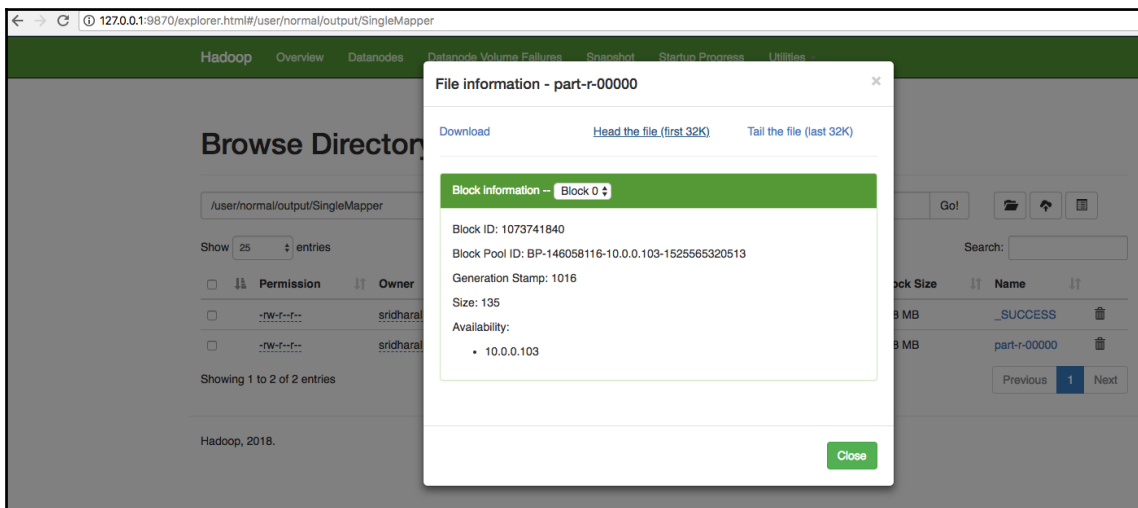 127.0.0.1:9870/explorer.html#/user/normal/output/SingleMapper
Hadoop Overview Datanodes Datanode Volume Failures Snapshot Startup Progress Utilities
File information - part-r-00000 ×
Download Head the file (first 32K) Tail the file (last 32K)
Browse Directory
Block information -- Block 0
/user/normal/output/SingleMapper Go!
Block ID: 1073741840
Block Pool ID: BP-146058116-10.0.0.103-1525565320513
Show 25 entries Search:
Generation Stamp: 1016
Permission Owner ock Size Name
Size: 135
-rw-r--r-- sridharal 8 MB _SUCCESS
Availability:
-rw-r--r-- sridharal 8 MB part-r-00000
• 10.0.0.103
Showing 1 to 2 of 2 entries Previous 1 Next
Hadoop, 2018.
Close